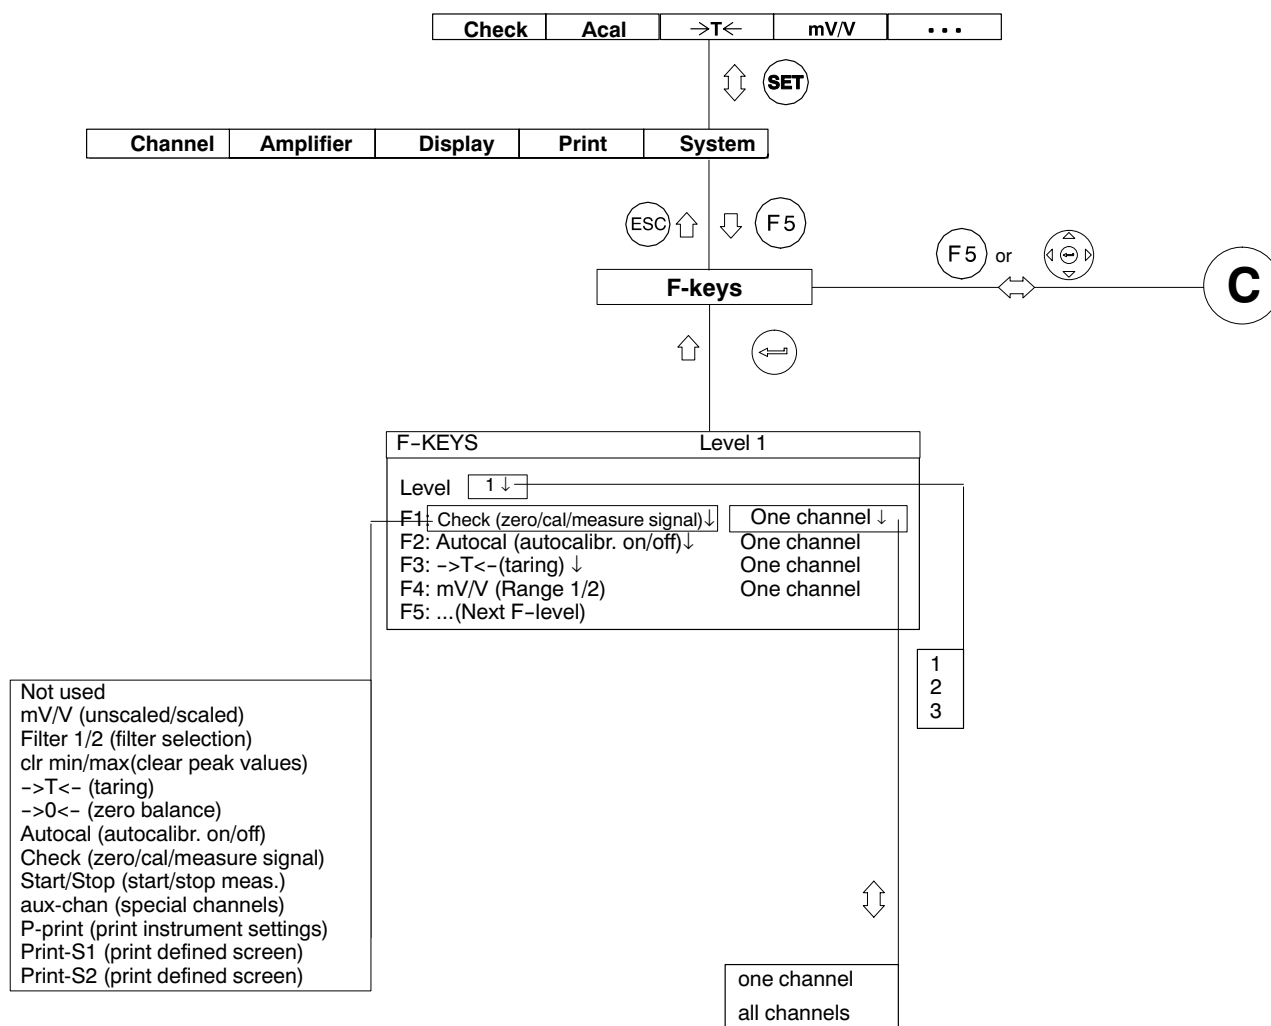 Check Acal →T← mV/V ...
SET
Channel Amplifier Display Print System
ESC F5
F5 or
F-keys
C
F-KEYS Level 1
Level 1 ↓
F1: Check (zero/cal/measure signal)↓ One channel ↓
F2: Autocal (autocalibr. on/off)↓ One channel
F3: ->T<-(taring) ↓ One channel
F4: mV/V (Range 1/2) One channel
F5: ...(Next F-level)
1
2
3
Not used
mV/V (unscaled/scaled)
Filter 1/2 (filter selection)
clr min/max(clear peak values)
->T<- (taring)
->0<- (zero balance)
Autocal (autocalibr. on/off)
Check (zero/cal/measure signal)
Start/Stop (start/stop meas.)
aux-chan (special channels)
P-print (print instrument settings)
Print-S1 (print defined screen)
Print-S2 (print defined screen)
one channel
all channels